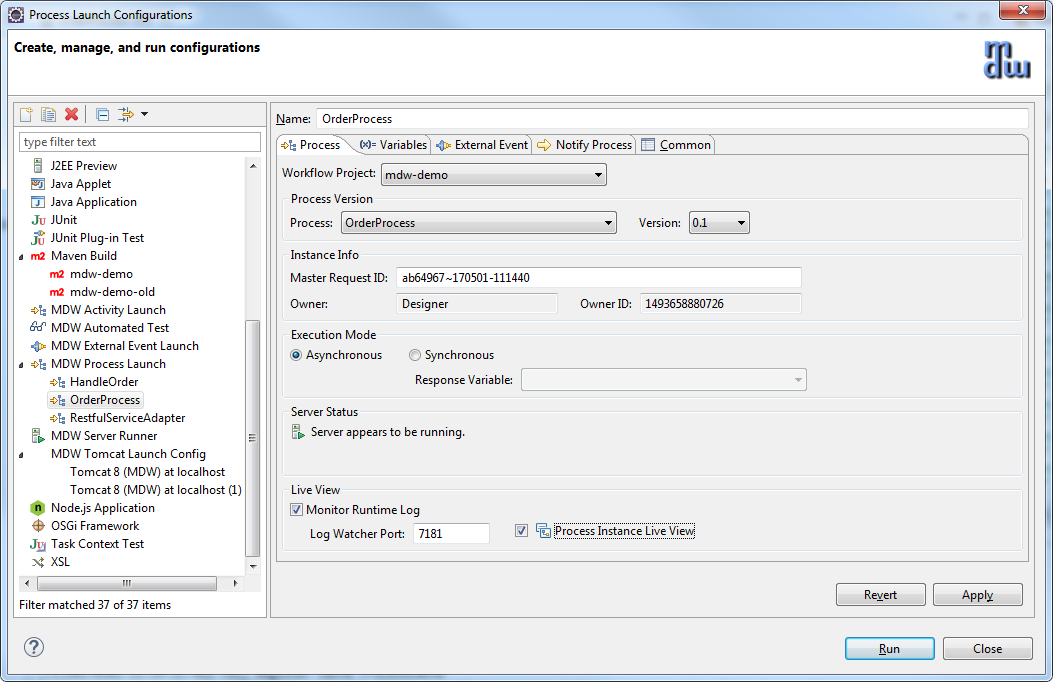 Process Launch Configurations
Create, manage, and run configurations
mdw
type filter text
J2EE Preview
Java Applet
Java Application
Ju JUnit
JUnit Plug-in Test
m2 Maven Build
m2 mdw-demo
m2 mdw-demo-old
MDW Activity Launch
MDW Automated Test
MDW External Event Launch
MDW Process Launch
HandleOrder
OrderProcess
RestfulServiceAdapter
MDW Server Runner
MDW Tomcat Launch Config
Tomcat 8 (MDW) at localhost
Tomcat 8 (MDW) at localhost (1)
n Node.js Application
OSGi Framework
Ju Task Context Test
XSL
Filter matched 37 of 37 items
Name: OrderProcess
Process (x)= Variables External Event Notify Process Common
Workflow Project: mdw-demo
Process Version
Process: OrderProcess Version: 0.1
Instance Info
Master Request ID: ab64967~170501-111440
Owner: Designer Owner ID: 1493658880726
Execution Mode
Asynchronous Synchronous
Response Variable:
Server Status
Server appears to be running.
Live View
Monitor Runtime Log
Log Watcher Port: 7181 Process Instance Live View
Revert Apply
? Run Close